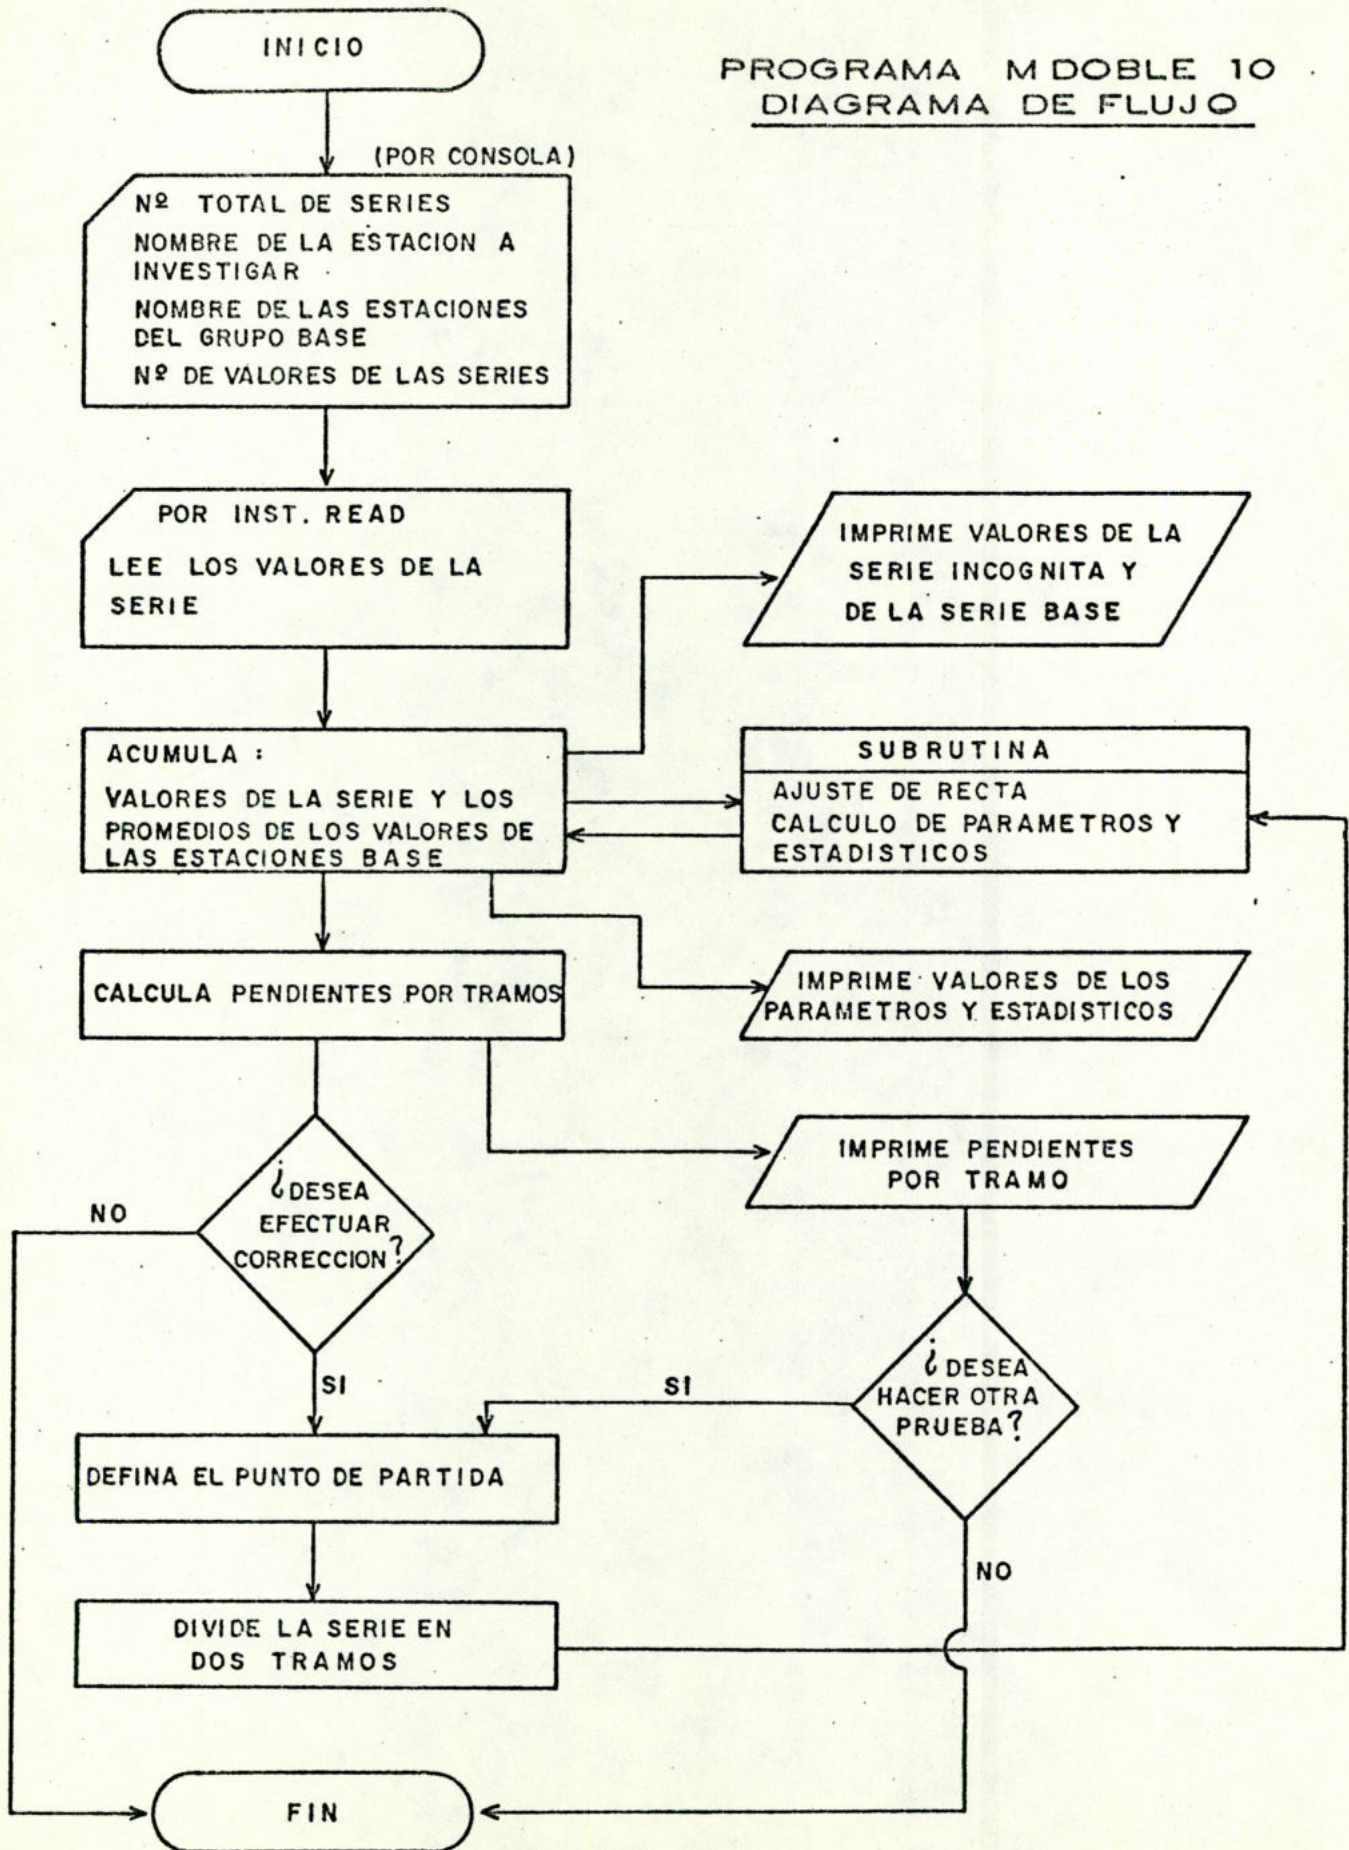 INICIO
PROGRAMA M DOBLE 10
DIAGRAMA DE FLUJO
(POR CONSOLA)
Nº TOTAL DE SERIES
NOMBRE DE LA ESTACION A
INVESTIGAR
NOMBRE DE LAS ESTACIONES
DEL GRUPO BASE
Nº DE VALORES DE LAS SERIES
POR INST. READ
LEE LOS VALORES DE LA
SERIE
IMPRIME VALORES DE LA
SERIE INCOGNITA Y
DE LA SERIE BASE
ACUMULA :
VALORES DE LA SERIE Y LOS
PROMEDIOS DE LOS VALORES DE
LAS ESTACIONES BASE
SUBRUTINA
AJUSTE DE RECTA
CALCULO DE PARAMETROS Y
ESTADISTICOS
CALCULA PENDIENTES POR TRAMOS
IMPRIME VALORES DE LOS
PARAMETROS Y ESTADISTICOS
IMPRIME PENDIENTES
POR TRAMO
¿DESEA
EFECTUAR
CORRECCION?
NO
SI
¿DESEA
HACER OTRA
PRUEBA?
SI
NO
DEFINA EL PUNTO DE PARTIDA
DIVIDE LA SERIE EN
DOS TRAMOS
FIN